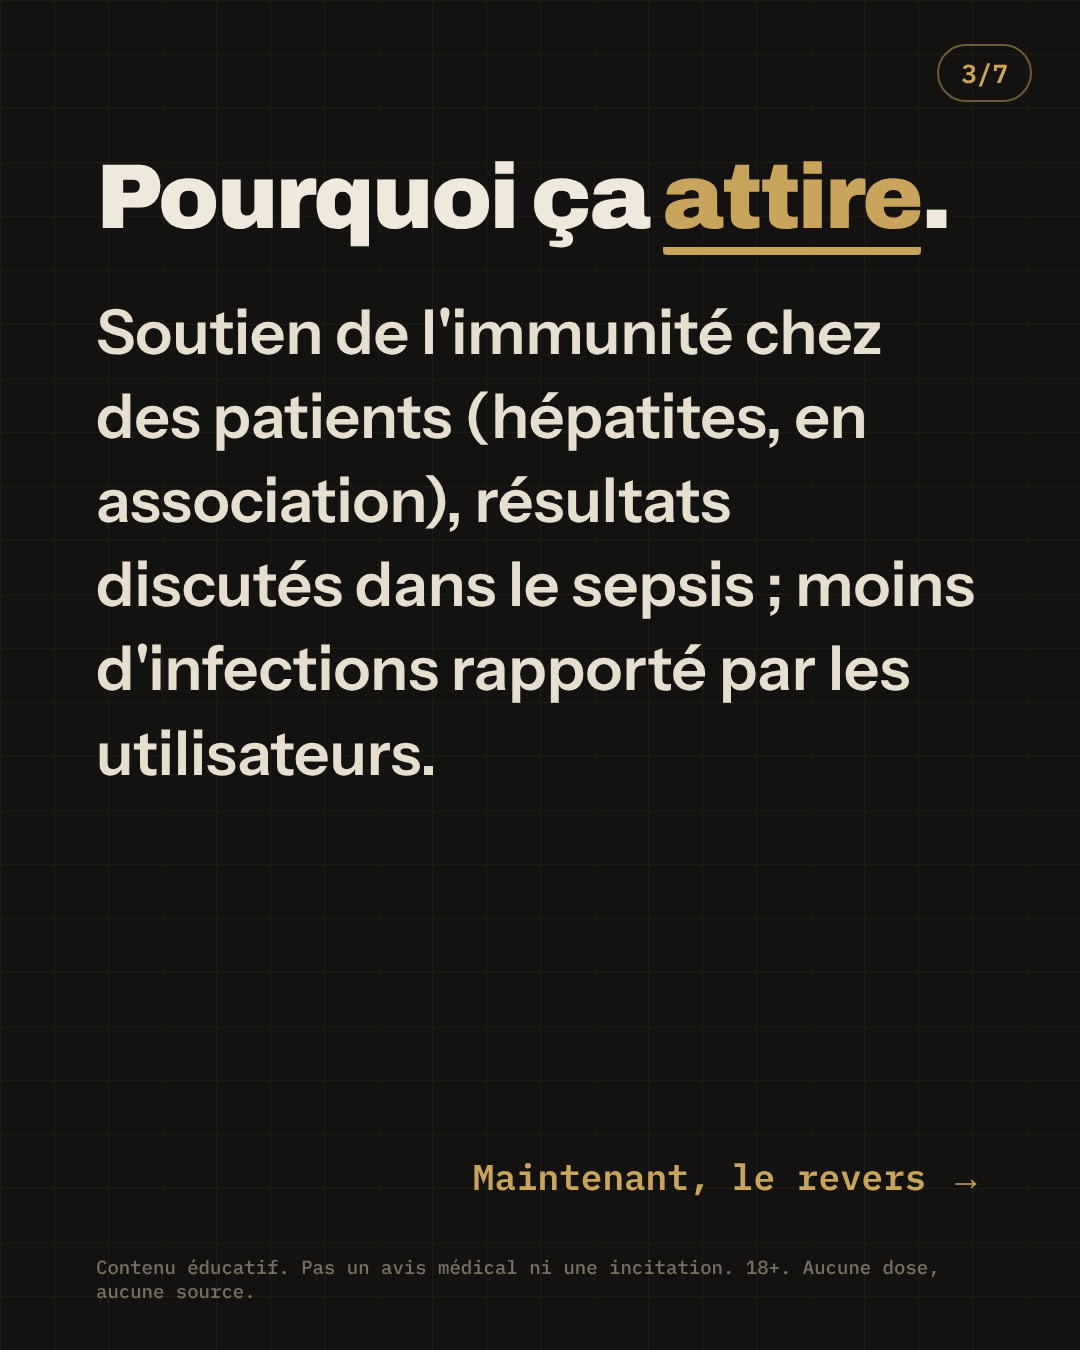 3/7
Pourquoi ça attire.
Soutien de l'immunité chez
des patients (hépatites, en
association), résultats
discutés dans le sepsis ; moins
d'infections rapporté par les
utilisateurs.
Maintenant, le revers →
Contenu éducatif. Pas un avis médical ni une incitation. 18+. Aucune dose,
aucune source.